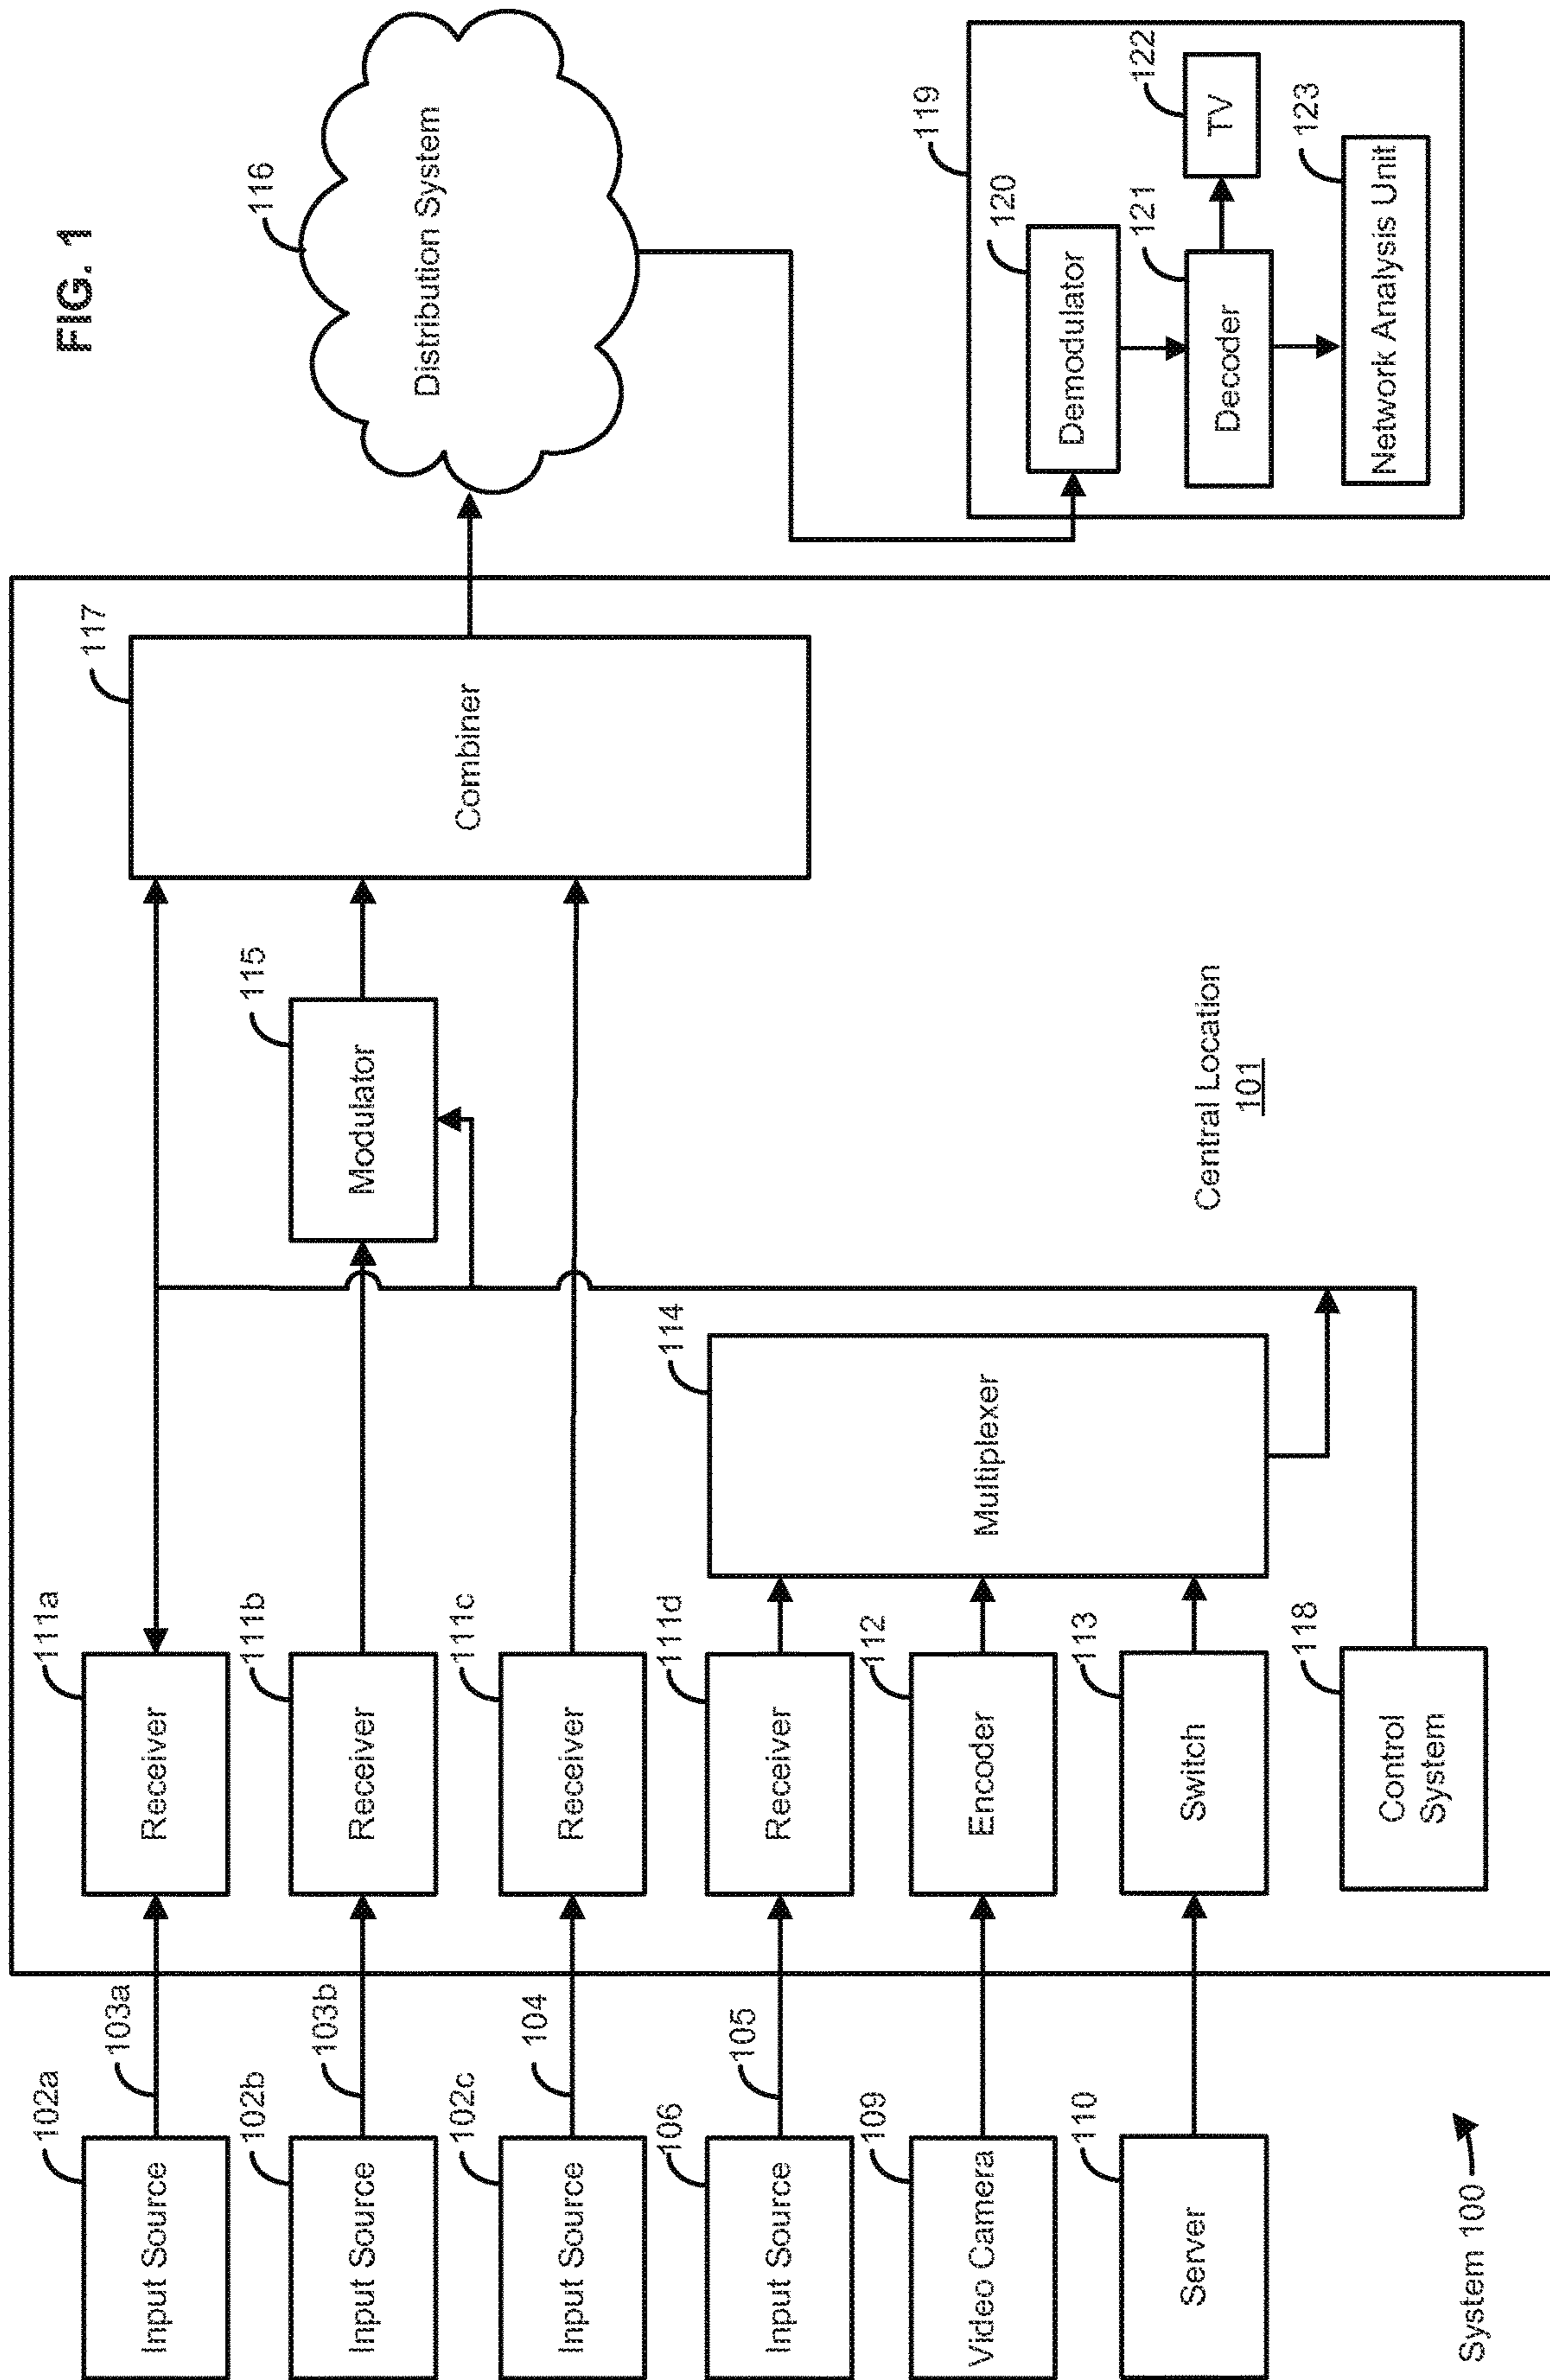 FIG. 1
102a
Input Source
103a
111a
Receiver
117
Combiner
116
Distribution System
102b
Input Source
103b
111b
Receiver
115
Modulator
102c
Input Source
104
111c
Receiver
106
Input Source
105
111d
Receiver
114
Multiplexer
109
Video Camera
112
Encoder
110
Server
113
Switch
118
Control
System
Central Location
101
119
120
Demodulator
121
Decoder
122
TV
123
Network Analysis Unit
System 100